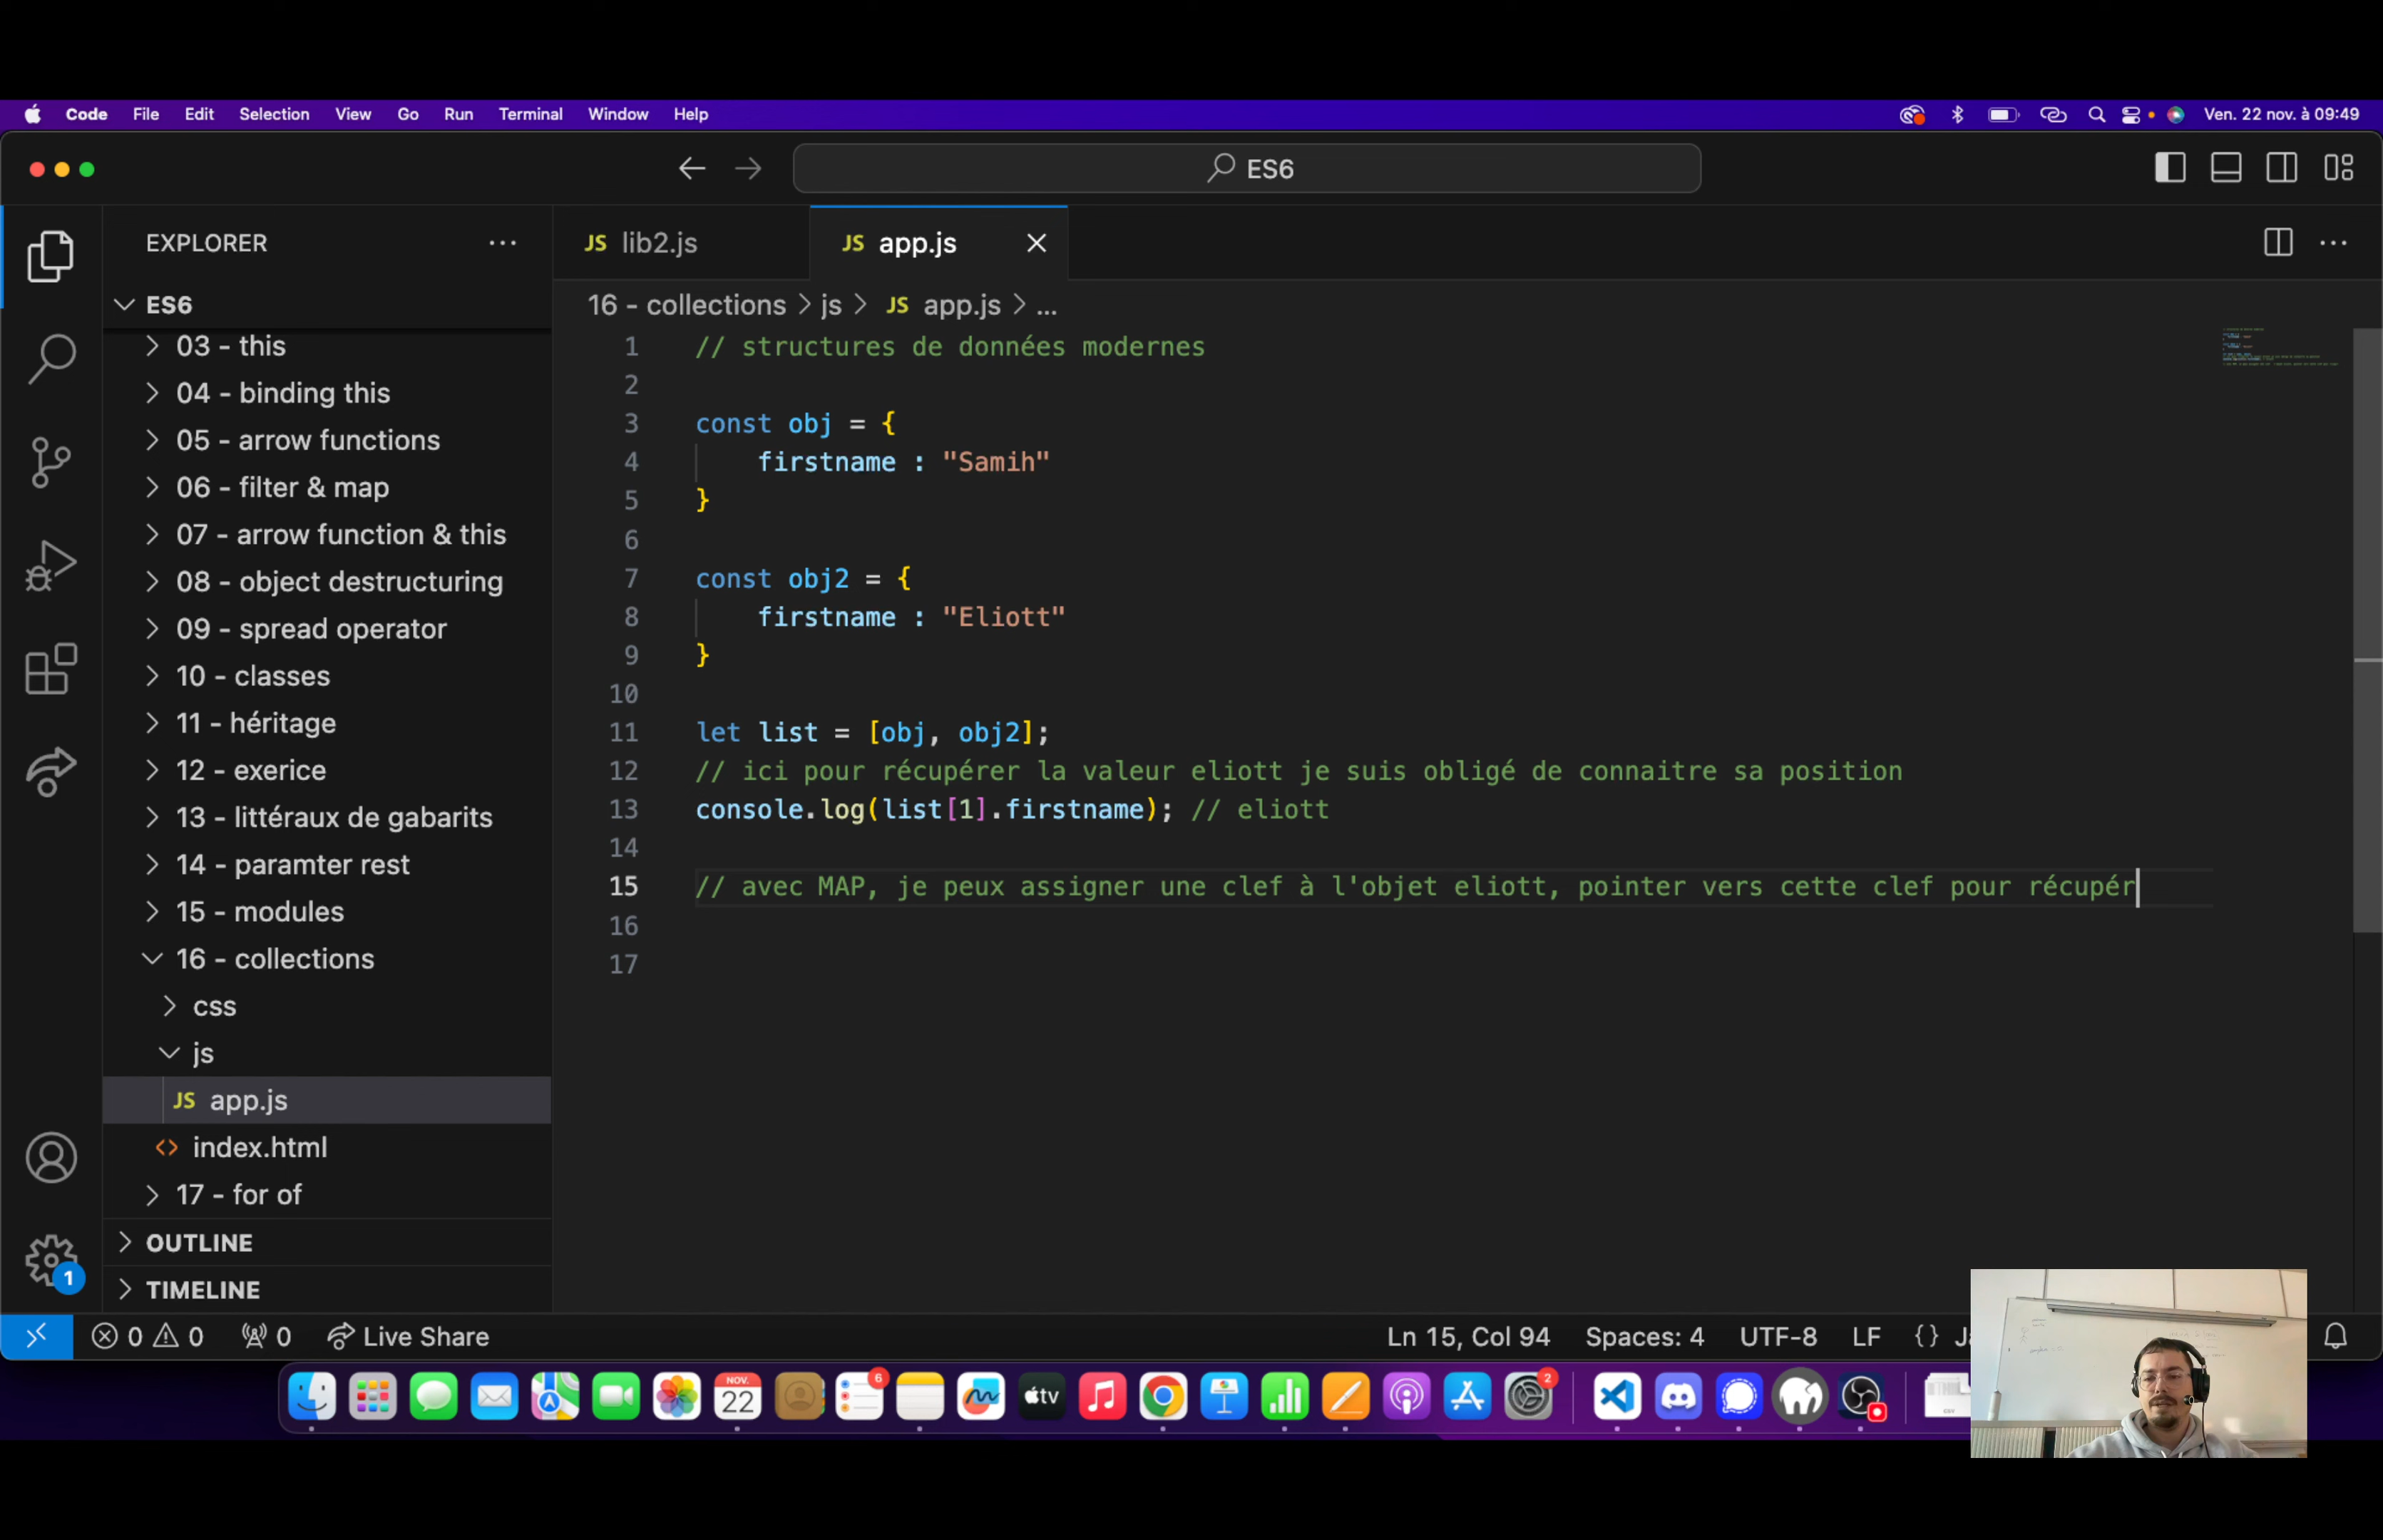 Code File Edit Selection View Go Run Terminal Window Help Ven. 22 nov. à 09:49
ES6
EXPLORER
JS lib2.js
JS app.js
ES6
16 - collections > js > JS app.js > ...
03 - this
04 - binding this
05 - arrow functions
06 - filter & map
07 - arrow function & this
08 - object destructuring
09 - spread operator
10 - classes
11 - héritage
12 - exerice
13 - littéraux de gabarits
14 - paramter rest
15 - modules
16 - collections
css
js
JS app.js
<> index.html
17 - for of
OUTLINE
TIMELINE
1 // structures de données modernes
2
3 const obj = {
4 firstname : "Samih"
5 }
6
7 const obj2 = {
8 firstname : "Eliott"
9 }
10
11 let list = [obj, obj2];
12 // ici pour récupérer la valeur eliott je suis obligé de connaitre sa position
13 console.log(list[1].firstname); // eliott
14
15 // avec MAP, je peux assigner une clef à l'objet eliott, pointer vers cette clef pour récupér
16
17
1
0 0 0 Live Share Ln 15, Col 94 Spaces: 4 UTF-8 LF {} Ja
NOV.
22
6
tv
2